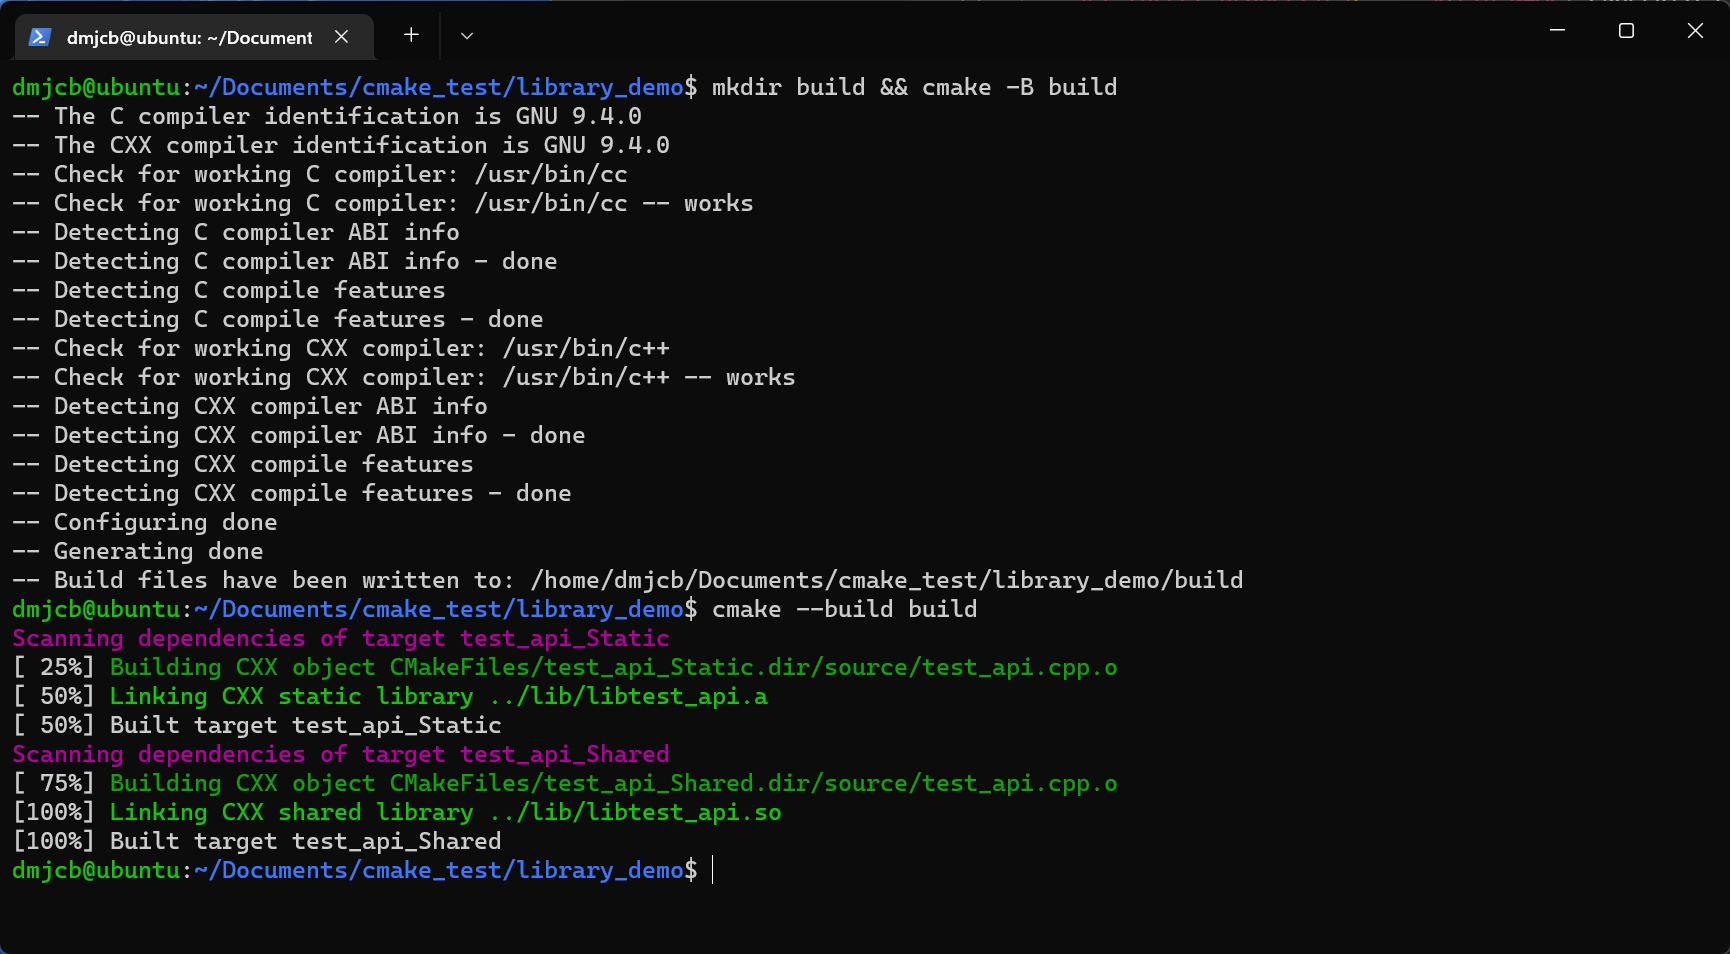 dmjcb@ubuntu: ~/Document
dmjcb@ubuntu:~/Documents/cmake_test/library_demo$ mkdir build && cmake -B build
-- The C compiler identification is GNU 9.4.0
-- The CXX compiler identification is GNU 9.4.0
-- Check for working C compiler: /usr/bin/cc
-- Check for working C compiler: /usr/bin/cc -- works
-- Detecting C compiler ABI info
-- Detecting C compiler ABI info - done
-- Detecting C compile features
-- Detecting C compile features - done
-- Check for working CXX compiler: /usr/bin/c++
-- Check for working CXX compiler: /usr/bin/c++ -- works
-- Detecting CXX compiler ABI info
-- Detecting CXX compiler ABI info - done
-- Detecting CXX compile features
-- Detecting CXX compile features - done
-- Configuring done
-- Generating done
-- Build files have been written to: /home/dmjcb/Documents/cmake_test/library_demo/build
dmjcb@ubuntu:~/Documents/cmake_test/library_demo$ cmake --build build
Scanning dependencies of target test_api_Static
[ 25%] Building CXX object CMakeFiles/test_api_Static.dir/source/test_api.cpp.o
[ 50%] Linking CXX static library ../lib/libtest_api.a
[ 50%] Built target test_api_Static
Scanning dependencies of target test_api_Shared
[ 75%] Building CXX object CMakeFiles/test_api_Shared.dir/source/test_api.cpp.o
[100%] Linking CXX shared library ../lib/libtest_api.so
[100%] Built target test_api_Shared
dmjcb@ubuntu:~/Documents/cmake_test/library_demo$